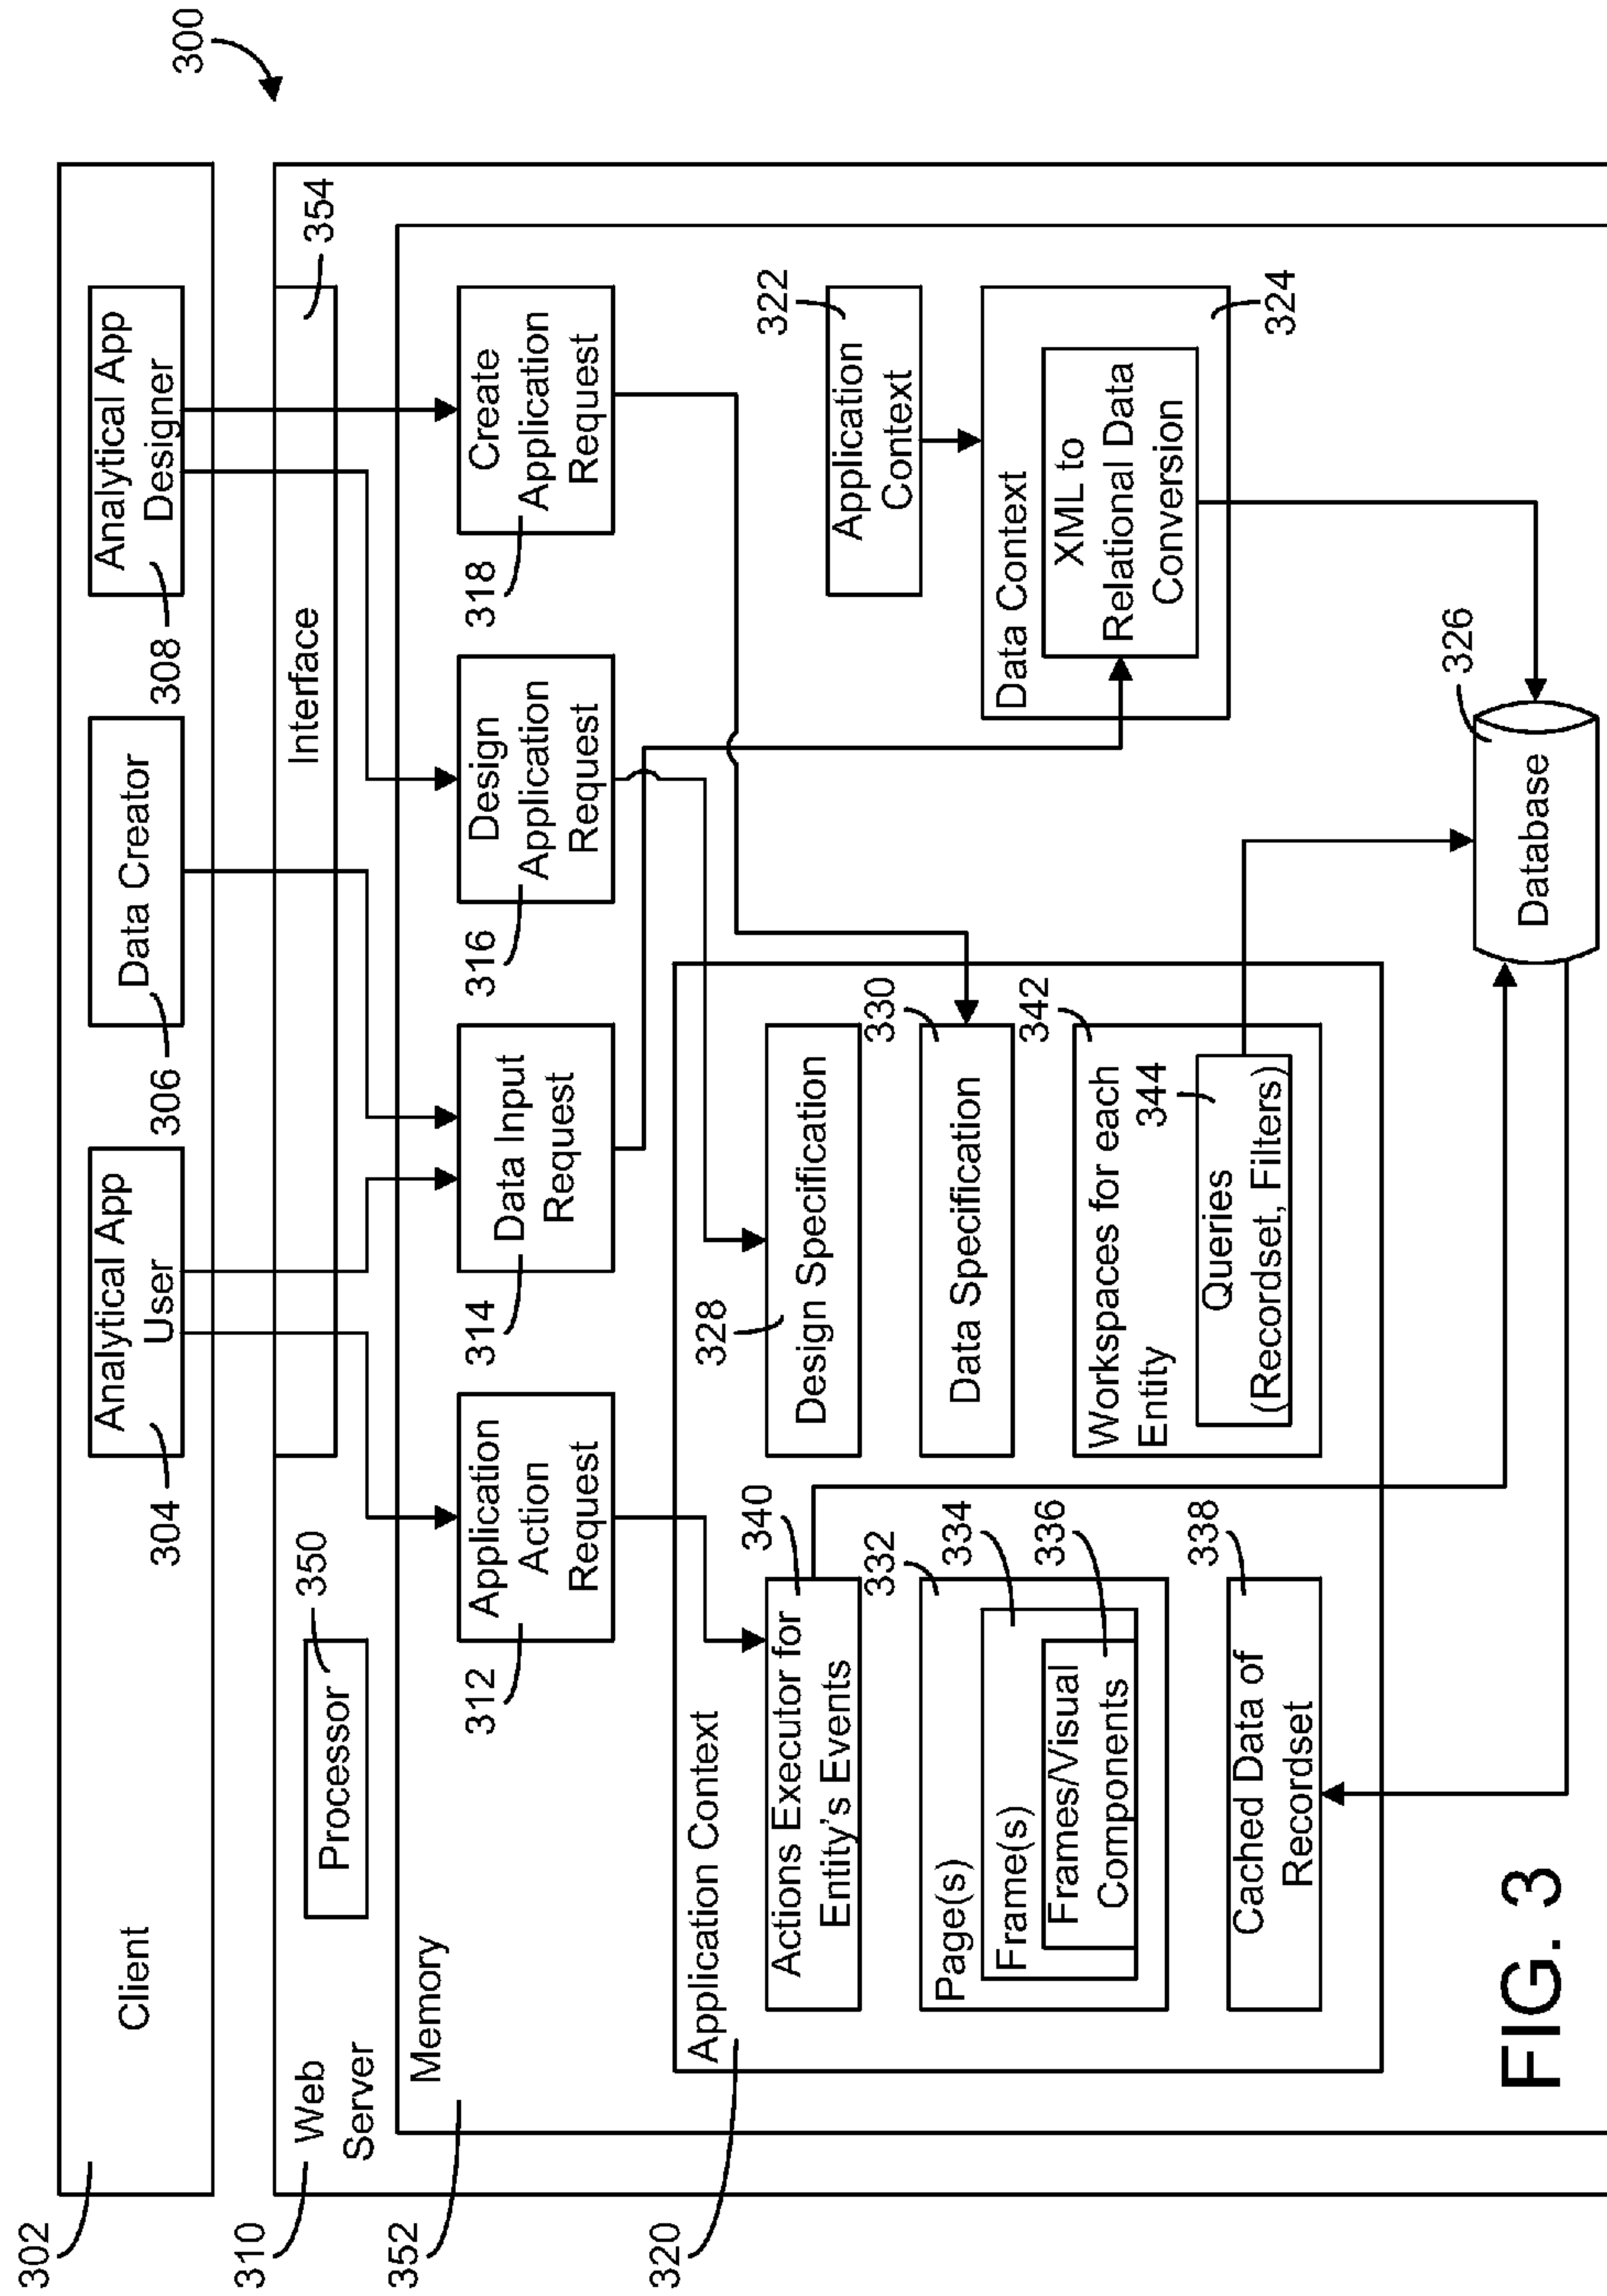 300
302
Client
304
Analytical App
User
306
Data Creator
308
Analytical App
Designer
310
Web
Server
Processor
350
Interface
354
352
Memory
312
Application
Action
Request
314
Data Input
Request
316
Design
Application
Request
318
Create
Application
Request
320
Application Context
Actions Executor for
Entity's Events
340
328
Design Specification
Page(s)
332
Frame(s)
334
Frames/Visual
Components
336
Data Specification
330
Cached Data of
Recordset
338
Workspaces for each
Entity
342
344
Queries
(Recordset, Filters)
322
Application
Context
Data Context
XML to
Relational Data
Conversion
324
326
Database
FIG. 3